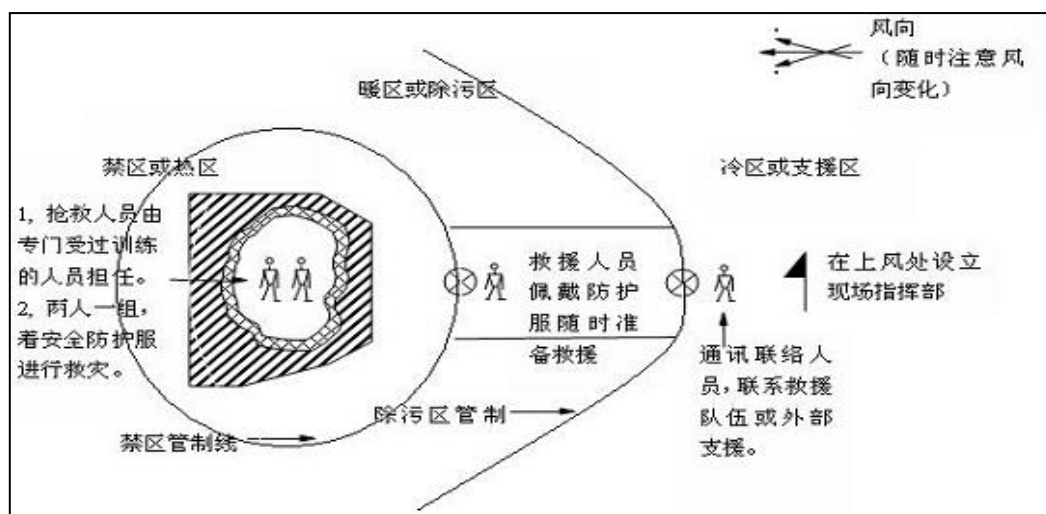 风向
（随时注意风
向变化）
暖区或除污区
禁区或热区
冷区或支援区
1, 抢救人员由
专门受过训练
的人员担任。
2, 两人一组，
着安全防护服
进行救灾。
救援人员
佩戴防护
服随时准
备救援
在上风处设立
现场指挥部
通讯联络人
员，联系救援
队伍或外部
支援。
除污区管制
禁区管制线